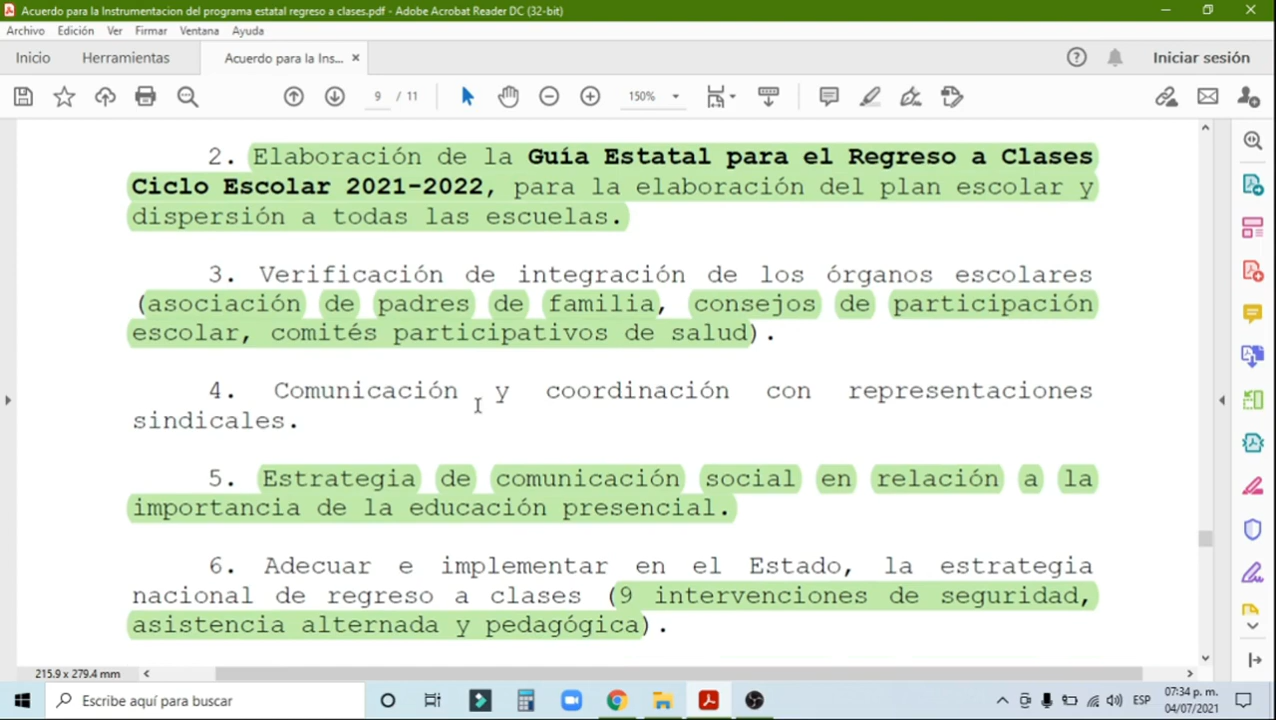 Acuerdo para la Instrumentacion del programa estatal regreso a clases.pdf - Adobe Acrobat Reader DC (32-bit)
Archivo Edición Ver Firmar Ventana Ayuda
Inicio Herramientas Acuerdo para la Ins... × Iniciar sesión
9 / 11 150%
2. Elaboración de la Guía Estatal para el Regreso a Clases
Ciclo Escolar 2021-2022, para la elaboración del plan escolar y
dispersión a todas las escuelas.
3. Verificación de integración de los órganos escolares
(asociación de padres de familia, consejos de participación
escolar, comités participativos de salud).
4. Comunicación y coordinación con representaciones
sindicales.
5. Estrategia de comunicación social en relación a la
importancia de la educación presencial.
6. Adecuar e implementar en el Estado, la estrategia
nacional de regreso a clases (9 intervenciones de seguridad,
asistencia alternada y pedagógica).
215.9 x 279.4 mm
Escribe aquí para buscar
ESP
07:34 p. m.
04/07/2021